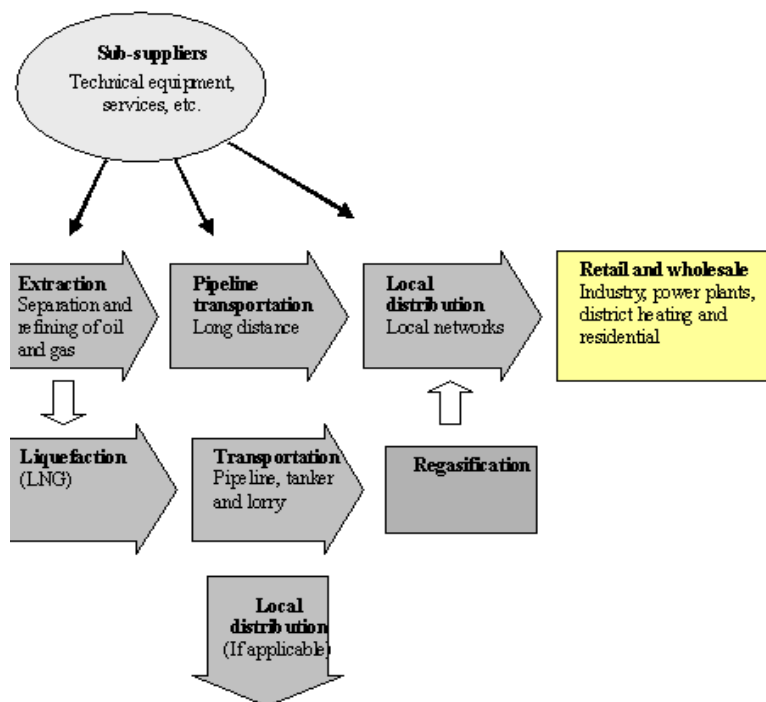 Sub-suppliers
Technical equipment,
services, etc.
Extraction
Separation and
refining of oil
and gas
Pipeline
transportation
Long distance
Local
distribution
Local networks
Retail and wholesale
Industry, power plants,
district heating and
residential
Liquefaction
(LNG)
Transportation
Pipeline, tanker
and lorry
Regasification
Local
distribution
(If applicable)